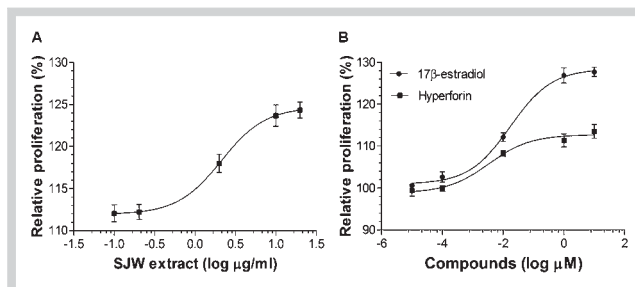 A
Relative proliferation (%)
130
125
120
115
110
-1.5
-1.0
-0.5
0.0
0.5
1.0
1.5
SJW extract (log µg/ml)
B
Relative proliferation (%)
130
120
110
100
90
17β-estradiol
Hyperforin
-6
-4
-2
0
2
Compounds (log µM)